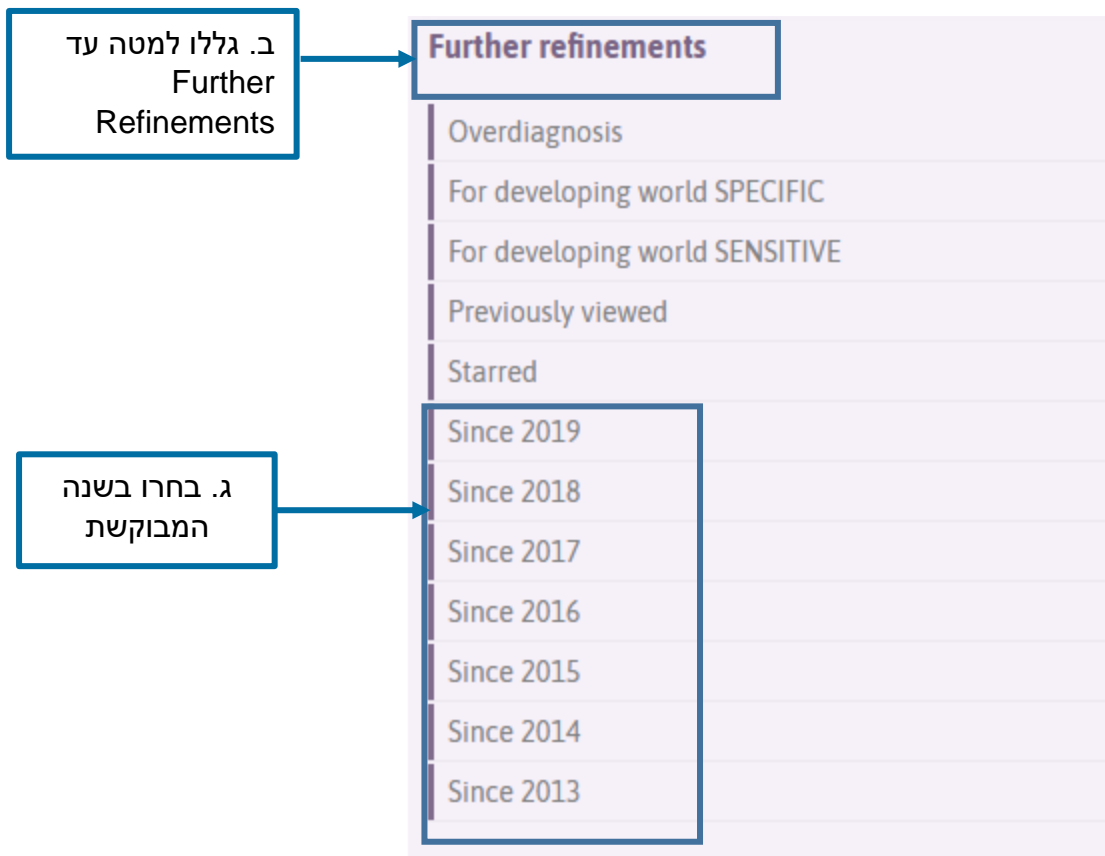 ב. גללו למטה עד
Further
Refinements
Further refinements
Overdiagnosis
For developing world SPECIFIC
For developing world SENSITIVE
Previously viewed
Starred
ג. בחרו בשנה
המבוקשת
Since 2019
Since 2018
Since 2017
Since 2016
Since 2015
Since 2014
Since 2013